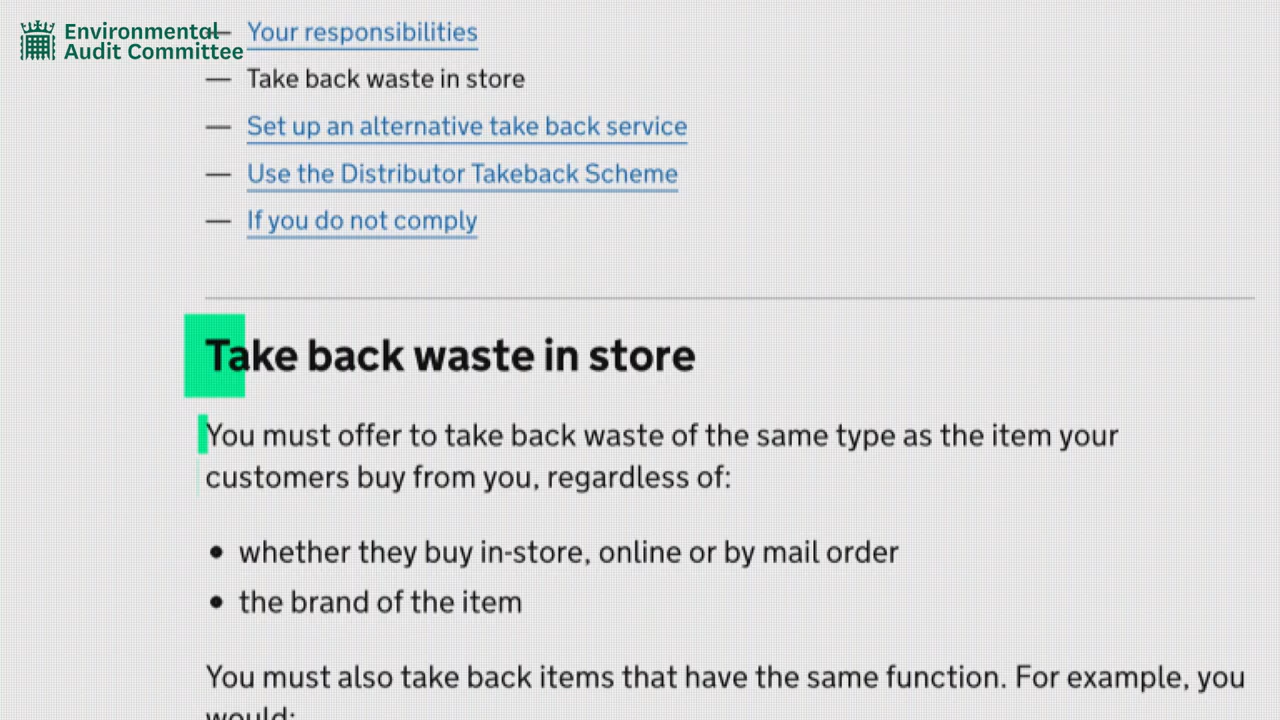 Environmental
Audit Committee
— Your responsibilities
— Take back waste in store
— Set up an alternative take back service
— Use the Distributor Takeback Scheme
— If you do not comply
Take back waste in store
You must offer to take back waste of the same type as the item your
customers buy from you, regardless of:
• whether they buy in-store, online or by mail order
• the brand of the item
You must also take back items that have the same function. For example, you
would: